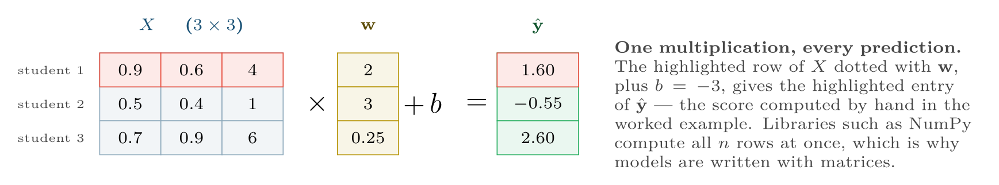 X (3 × 3) w ŷ
student 1 0.9 0.6 4 2 1.60
student 2 0.5 0.4 1 × 3 + b = −0.55
student 3 0.7 0.9 6 0.25 2.60
One multiplication, every prediction.
The highlighted row of X dotted with w,
plus b = −3, gives the highlighted entry
of ŷ — the score computed by hand in the
worked example. Libraries such as NumPy
compute all n rows at once, which is why
models are written with matrices.